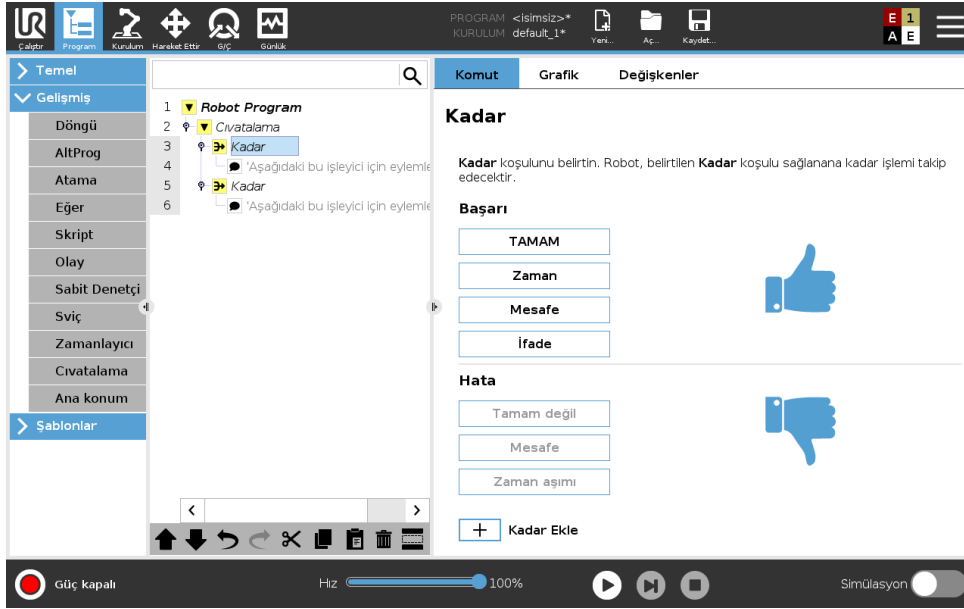 PROGRAM <isimsiz>*
KURULUM default_1*
Çalıştır Program Kurulum Hareket Ettir G/Ç Günlük Yeni... Aç... Kaydet...
E 1
A E
Temel
Gelişmiş
Döngü
AltProg
Atama
Eğer
Skript
Olay
Sabit Denetçi
Sviç
Zamanlayıcı
Cıvatalama
Ana konum
Şablonlar
1 Robot Program
2 Cıvatalama
3 Kadar
4 'Aşağıdaki bu işleyici için eylemle
5 Kadar
6 'Aşağıdaki bu işleyici için eylemle
Komut Grafik Değişkenler
Kadar
Kadar koşulunu belirtin. Robot, belirtilen Kadar koşulu sağlanana kadar işlemi takip
edecektir.
Başarı
TAMAM
Zaman
Mesafe
İfade
Hata
Tamam değil
Mesafe
Zaman aşımı
Kadar Ekle
Güç kapalı
Hız 100%
Simülasyon